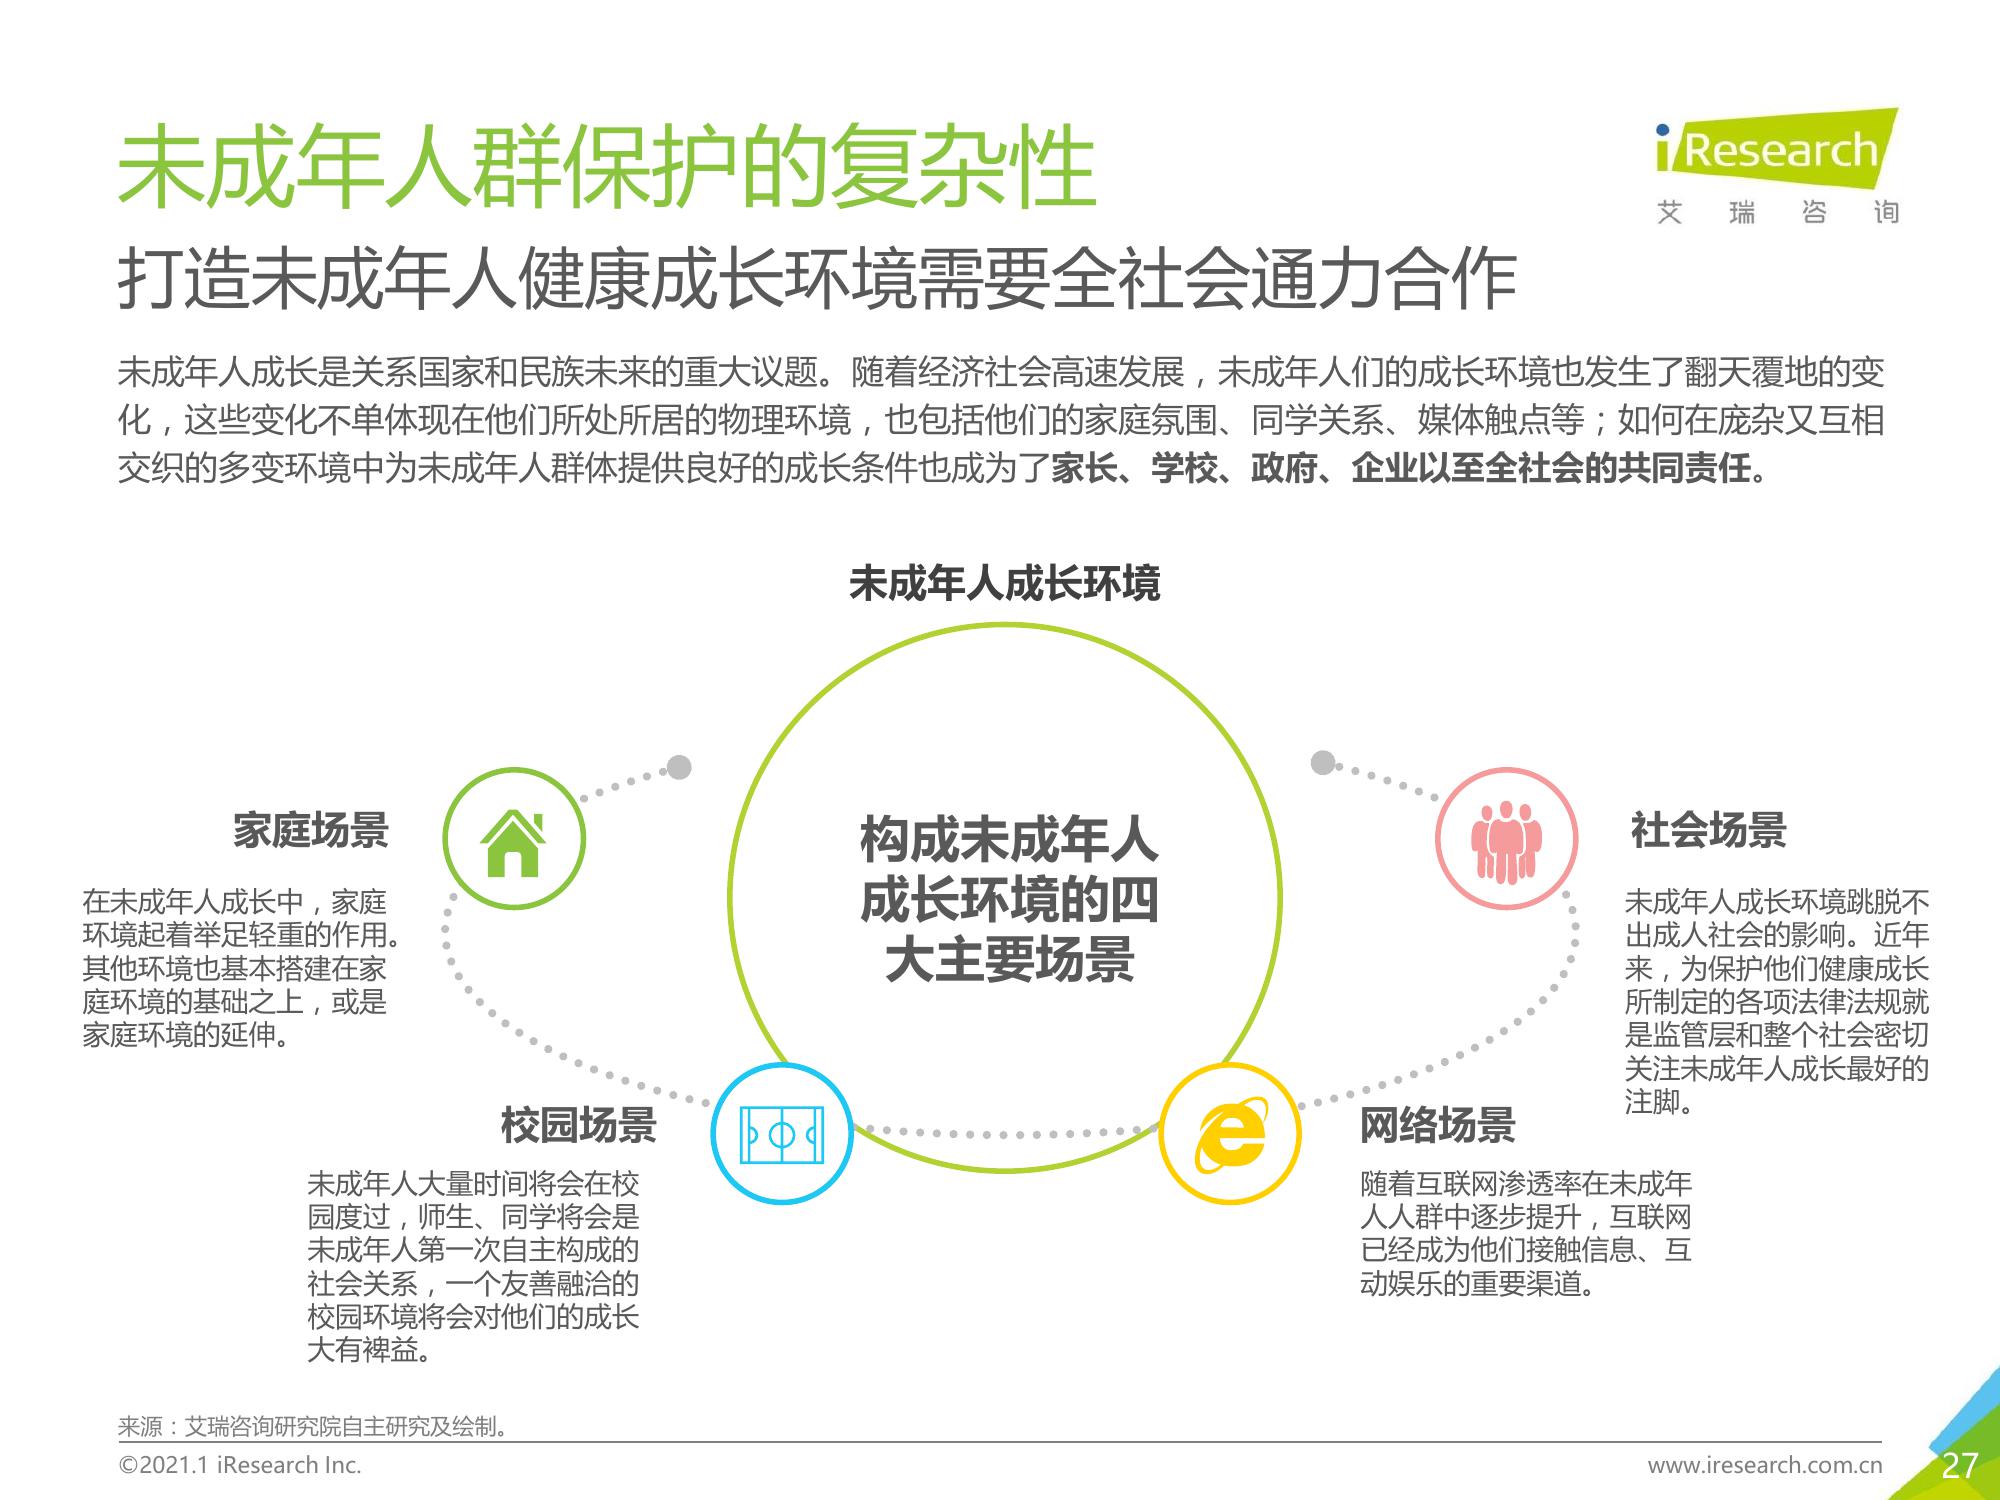 未成年人群保护的复杂性
iResearch
艾瑞咨询
打造未成年人健康成长环境需要全社会通力合作
未成年人成长是关系国家和民族未来的重大议题。随着经济社会高速发展，未成年人们的成长环境也发生了翻天覆地的变
化，这些变化不单体现在他们所处所居的物理环境，也包括他们的家庭氛围、同学关系、媒体触点等；如何在庞杂又互相
交织的多变环境中为未成年人群体提供良好的成长条件也成为了家长、学校、政府、企业以至全社会的共同责任。
未成年人成长环境
构成未成年人
成长环境的四
大主要场景
家庭场景
在未成年人成长中，家庭
环境起着举足轻重的作用。
其他环境也基本搭建在家
庭环境的基础之上，或是
家庭环境的延伸。
校园场景
未成年人大量时间将会在校
园度过，师生、同学将会是
未成年人第一次自主构成的
社会关系，一个友善融洽的
校园环境将会对他们的成长
大有裨益。
网络场景
随着互联网渗透率在未成年
人人群中逐步提升，互联网
已经成为他们接触信息、互
动娱乐的重要渠道。
社会场景
未成年人成长环境跳脱不
出成人社会的影响。近年
来，为保护他们健康成长
所制定的各项法律法规就
是监管层和整个社会密切
关注未成年人成长最好的
注脚。
来源：艾瑞咨询研究院自主研究及绘制。
©2021.1 iResearch Inc.
www.iresearch.com.cn
27